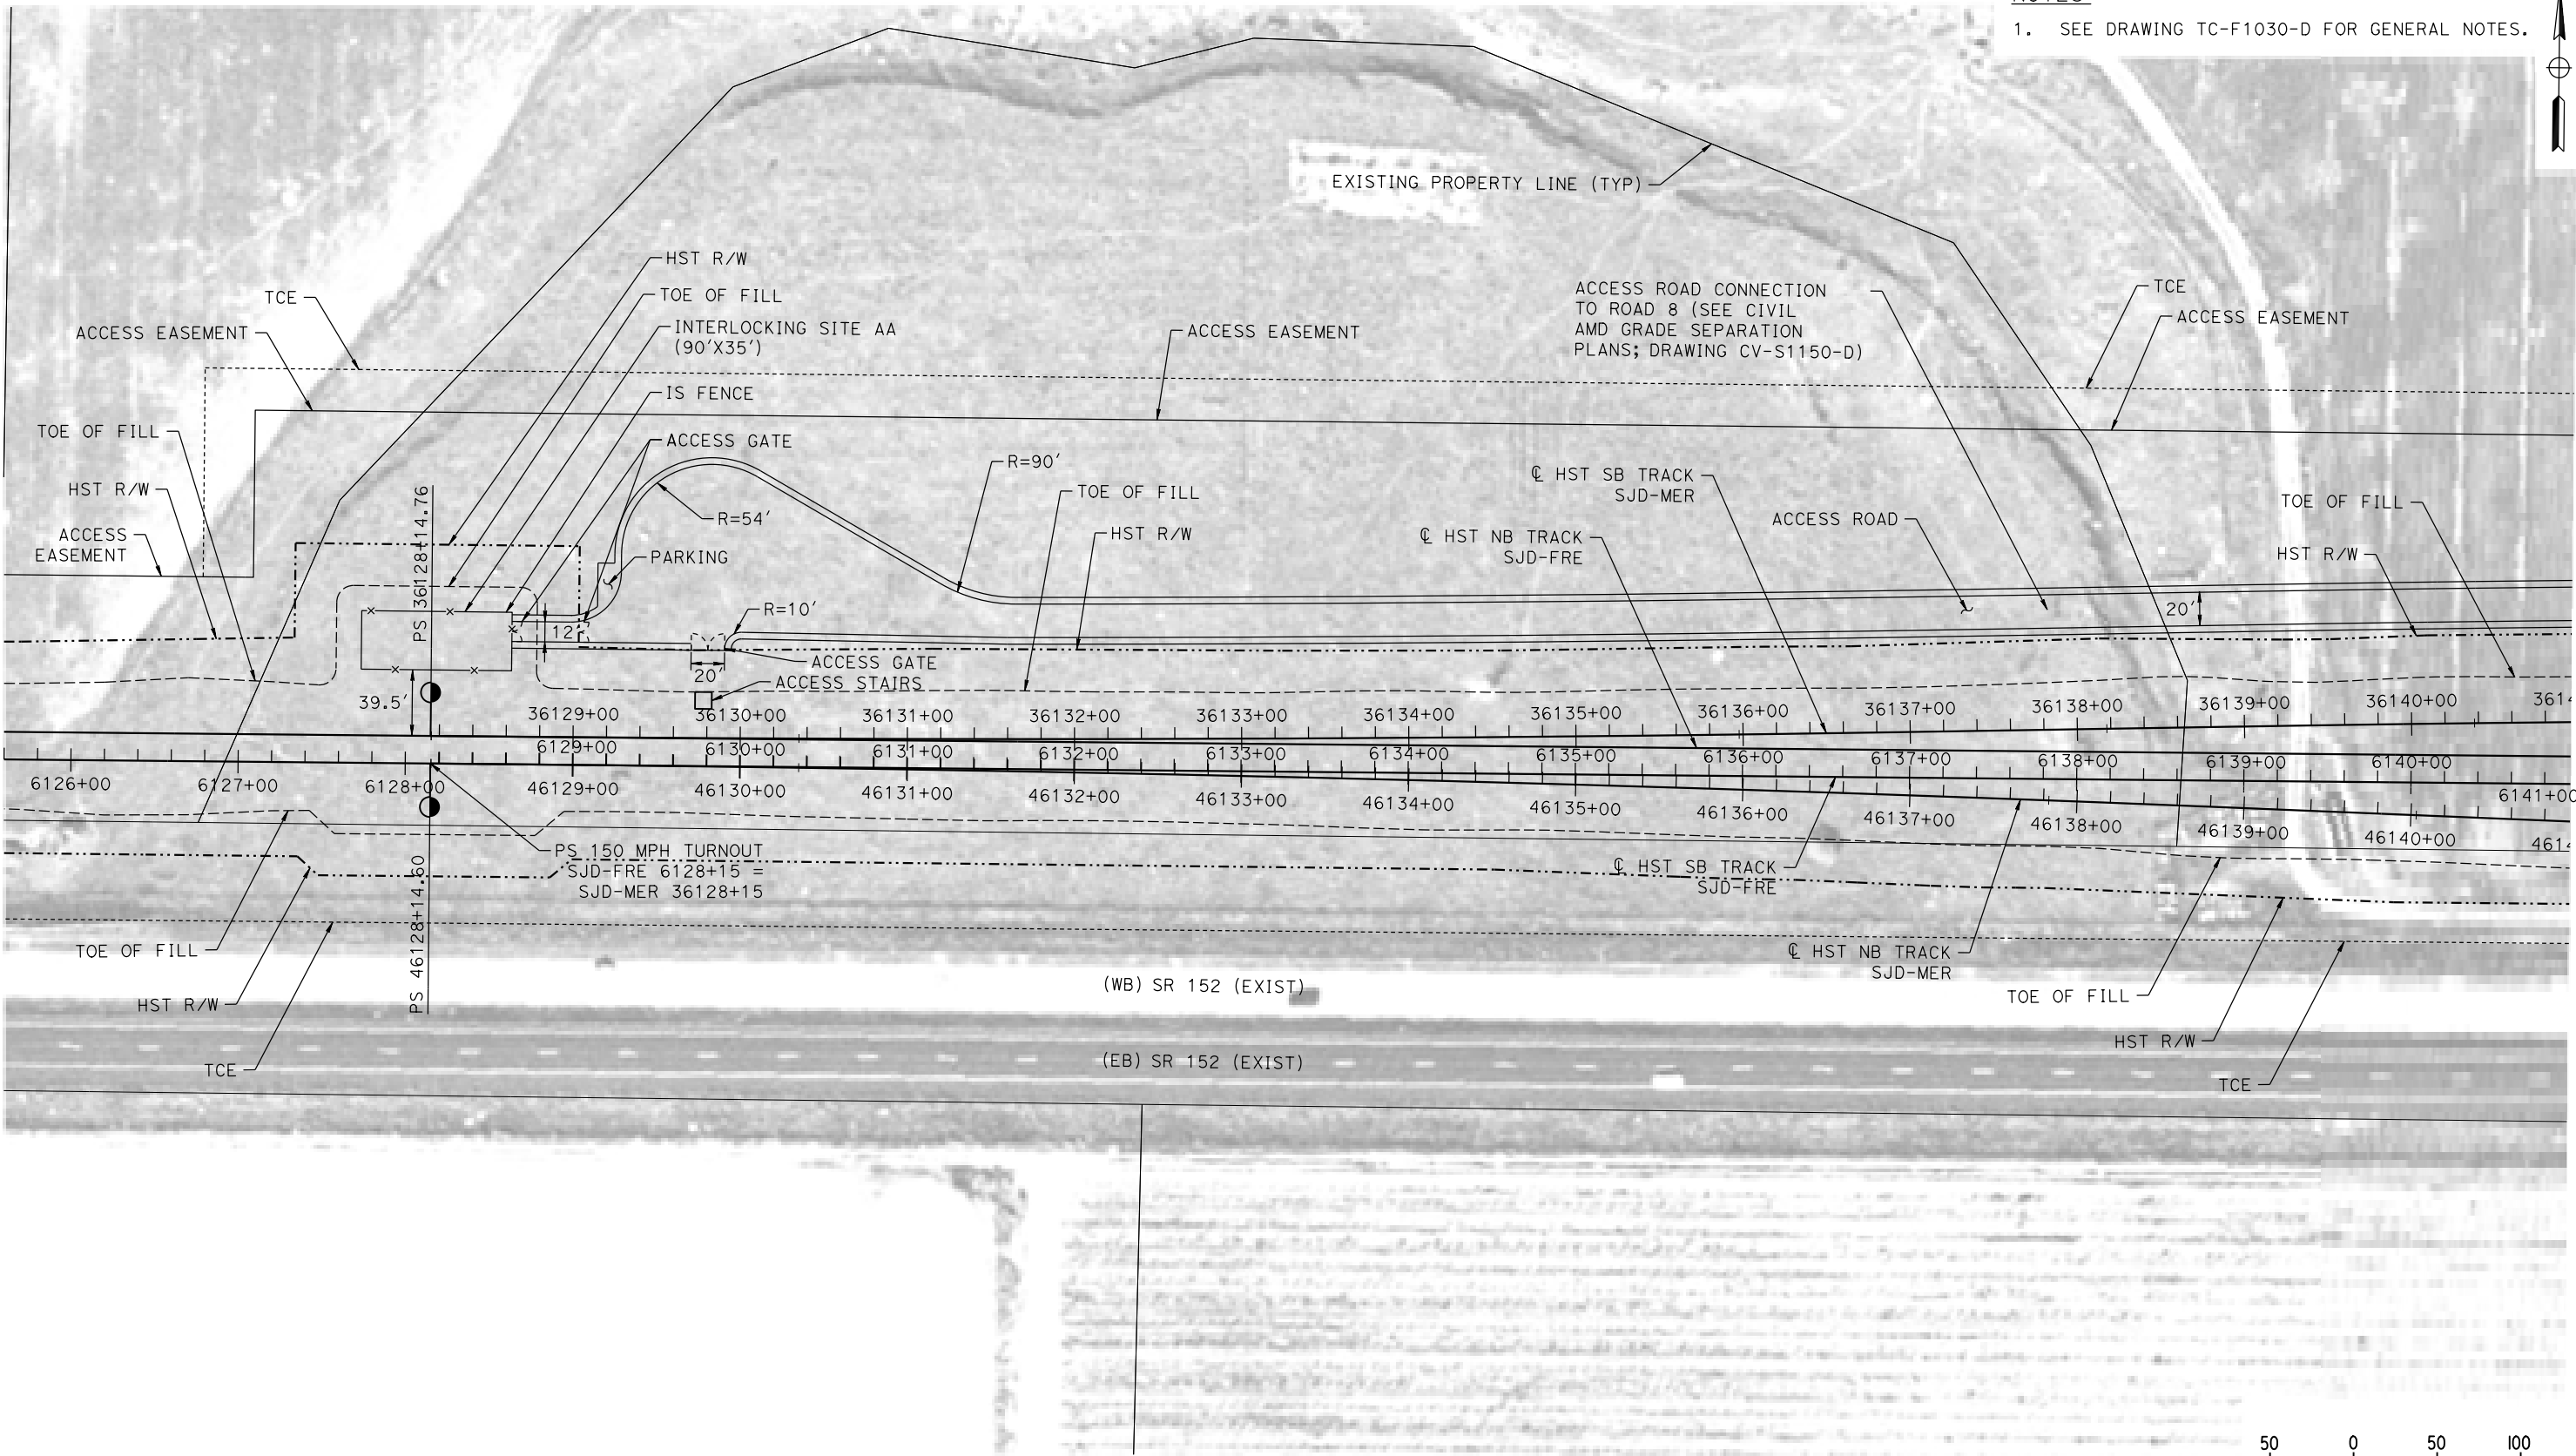 1. SEE DRAWING TC-F1030-D FOR GENERAL NOTES.
EXISTING PROPERTY LINE (TYP)
HST R/W
TOE OF FILL
INTERLOCKING SITE AA
(90'X35')
IS FENCE
ACCESS GATE
TCE
ACCESS EASEMENT
TOE OF FILL
HST R/W
ACCESS
EASEMENT
ACCESS EASEMENT
ACCESS ROAD CONNECTION
TO ROAD 8 (SEE CIVIL
AMD GRADE SEPARATION
PLANS; DRAWING CV-S1150-D)
TCE
ACCESS EASEMENT
R=90'
TOE OF FILL
HST R/W
R=54'
PARKING
R=10'
℄ HST SB TRACK
SJD-MER
℄ HST NB TRACK
SJD-FRE
ACCESS ROAD
TOE OF FILL
HST R/W
20'
PS 36128+14.76
12'
ACCESS GATE
20'
ACCESS STAIRS
39.5'
36129+00 36130+00 36131+00 36132+00 36133+00 36134+00 36135+00 36136+00 36137+00 36138+00 36139+00 36140+00 3614
6129+00 6130+00 6131+00 6132+00 6133+00 6134+00 6135+00 6136+00 6137+00 6138+00 6139+00 6140+00 6141+00
6126+00 6127+00 6128+00
46129+00 46130+00 46131+00 46132+00 46133+00 46134+00 46135+00 46136+00 46137+00 46138+00 46139+00 46140+00 4614
PS 150 MPH TURNOUT
SJD-FRE 6128+15 =
SJD-MER 36128+15
PS 46128+14.60
℄ HST SB TRACK
SJD-FRE
℄ HST NB TRACK
SJD-MER
TOE OF FILL
HST R/W
TCE
TOE OF FILL
HST R/W
TCE
(WB) SR 152 (EXIST)
(EB) SR 152 (EXIST)
50 0 50 100